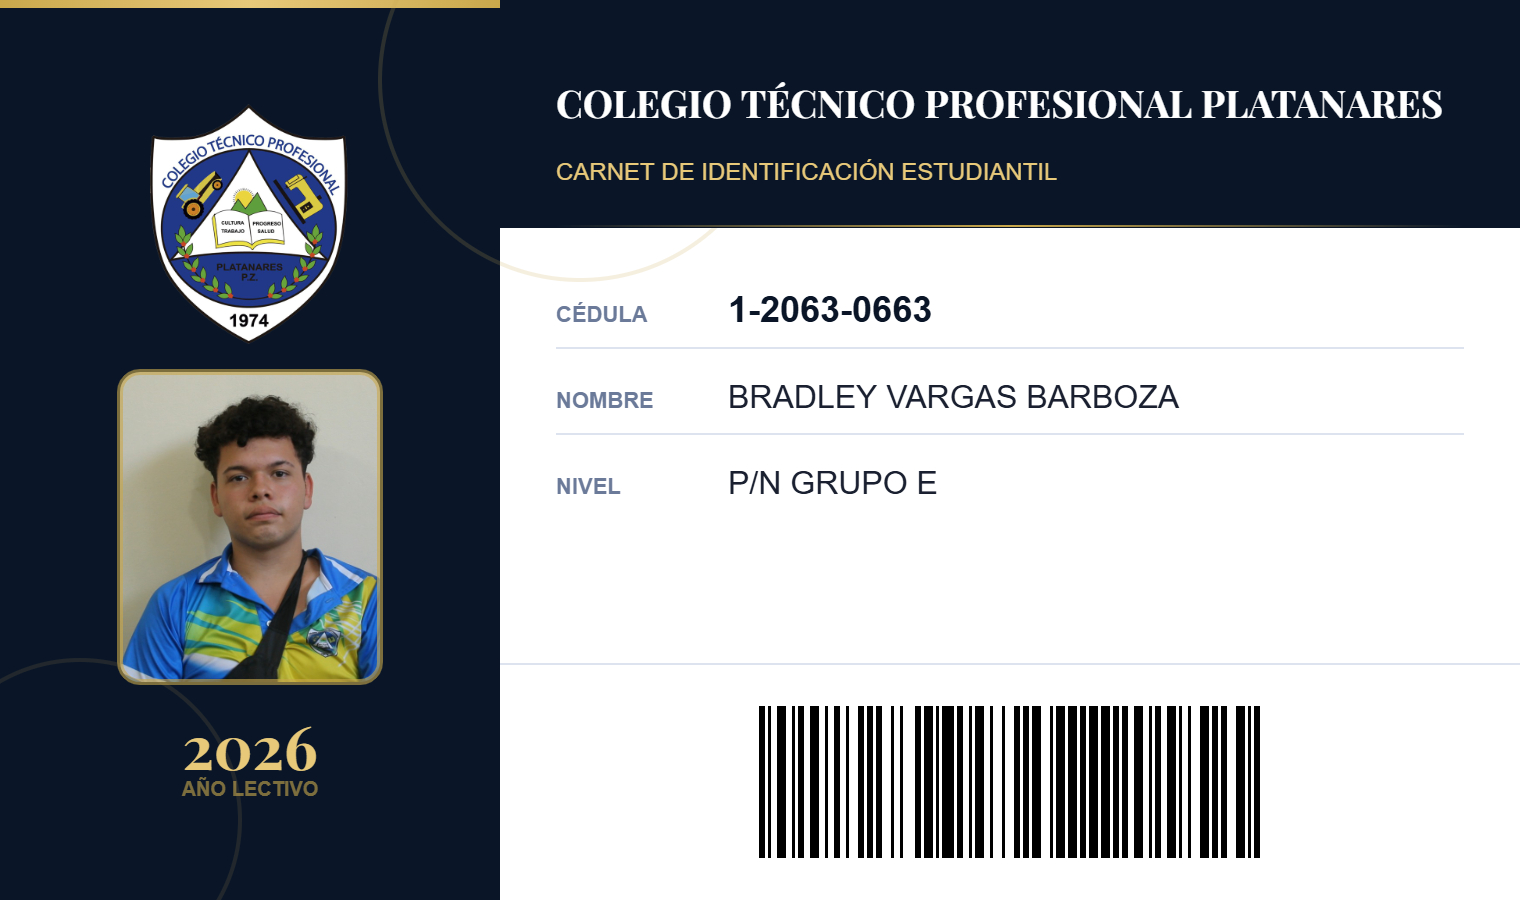 COLEGIO TÉCNICO PROFESIONAL
CULTURA PROGRESO
TRABAJO SALUD
PLATANARES
P.Z.
1974
2026
AÑO LECTIVO
COLEGIO TÉCNICO PROFESIONAL PLATANARES
CARNET DE IDENTIFICACIÓN ESTUDIANTIL
CÉDULA 1-2063-0663
NOMBRE BRADLEY VARGAS BARBOZA
NIVEL P/N GRUPO E